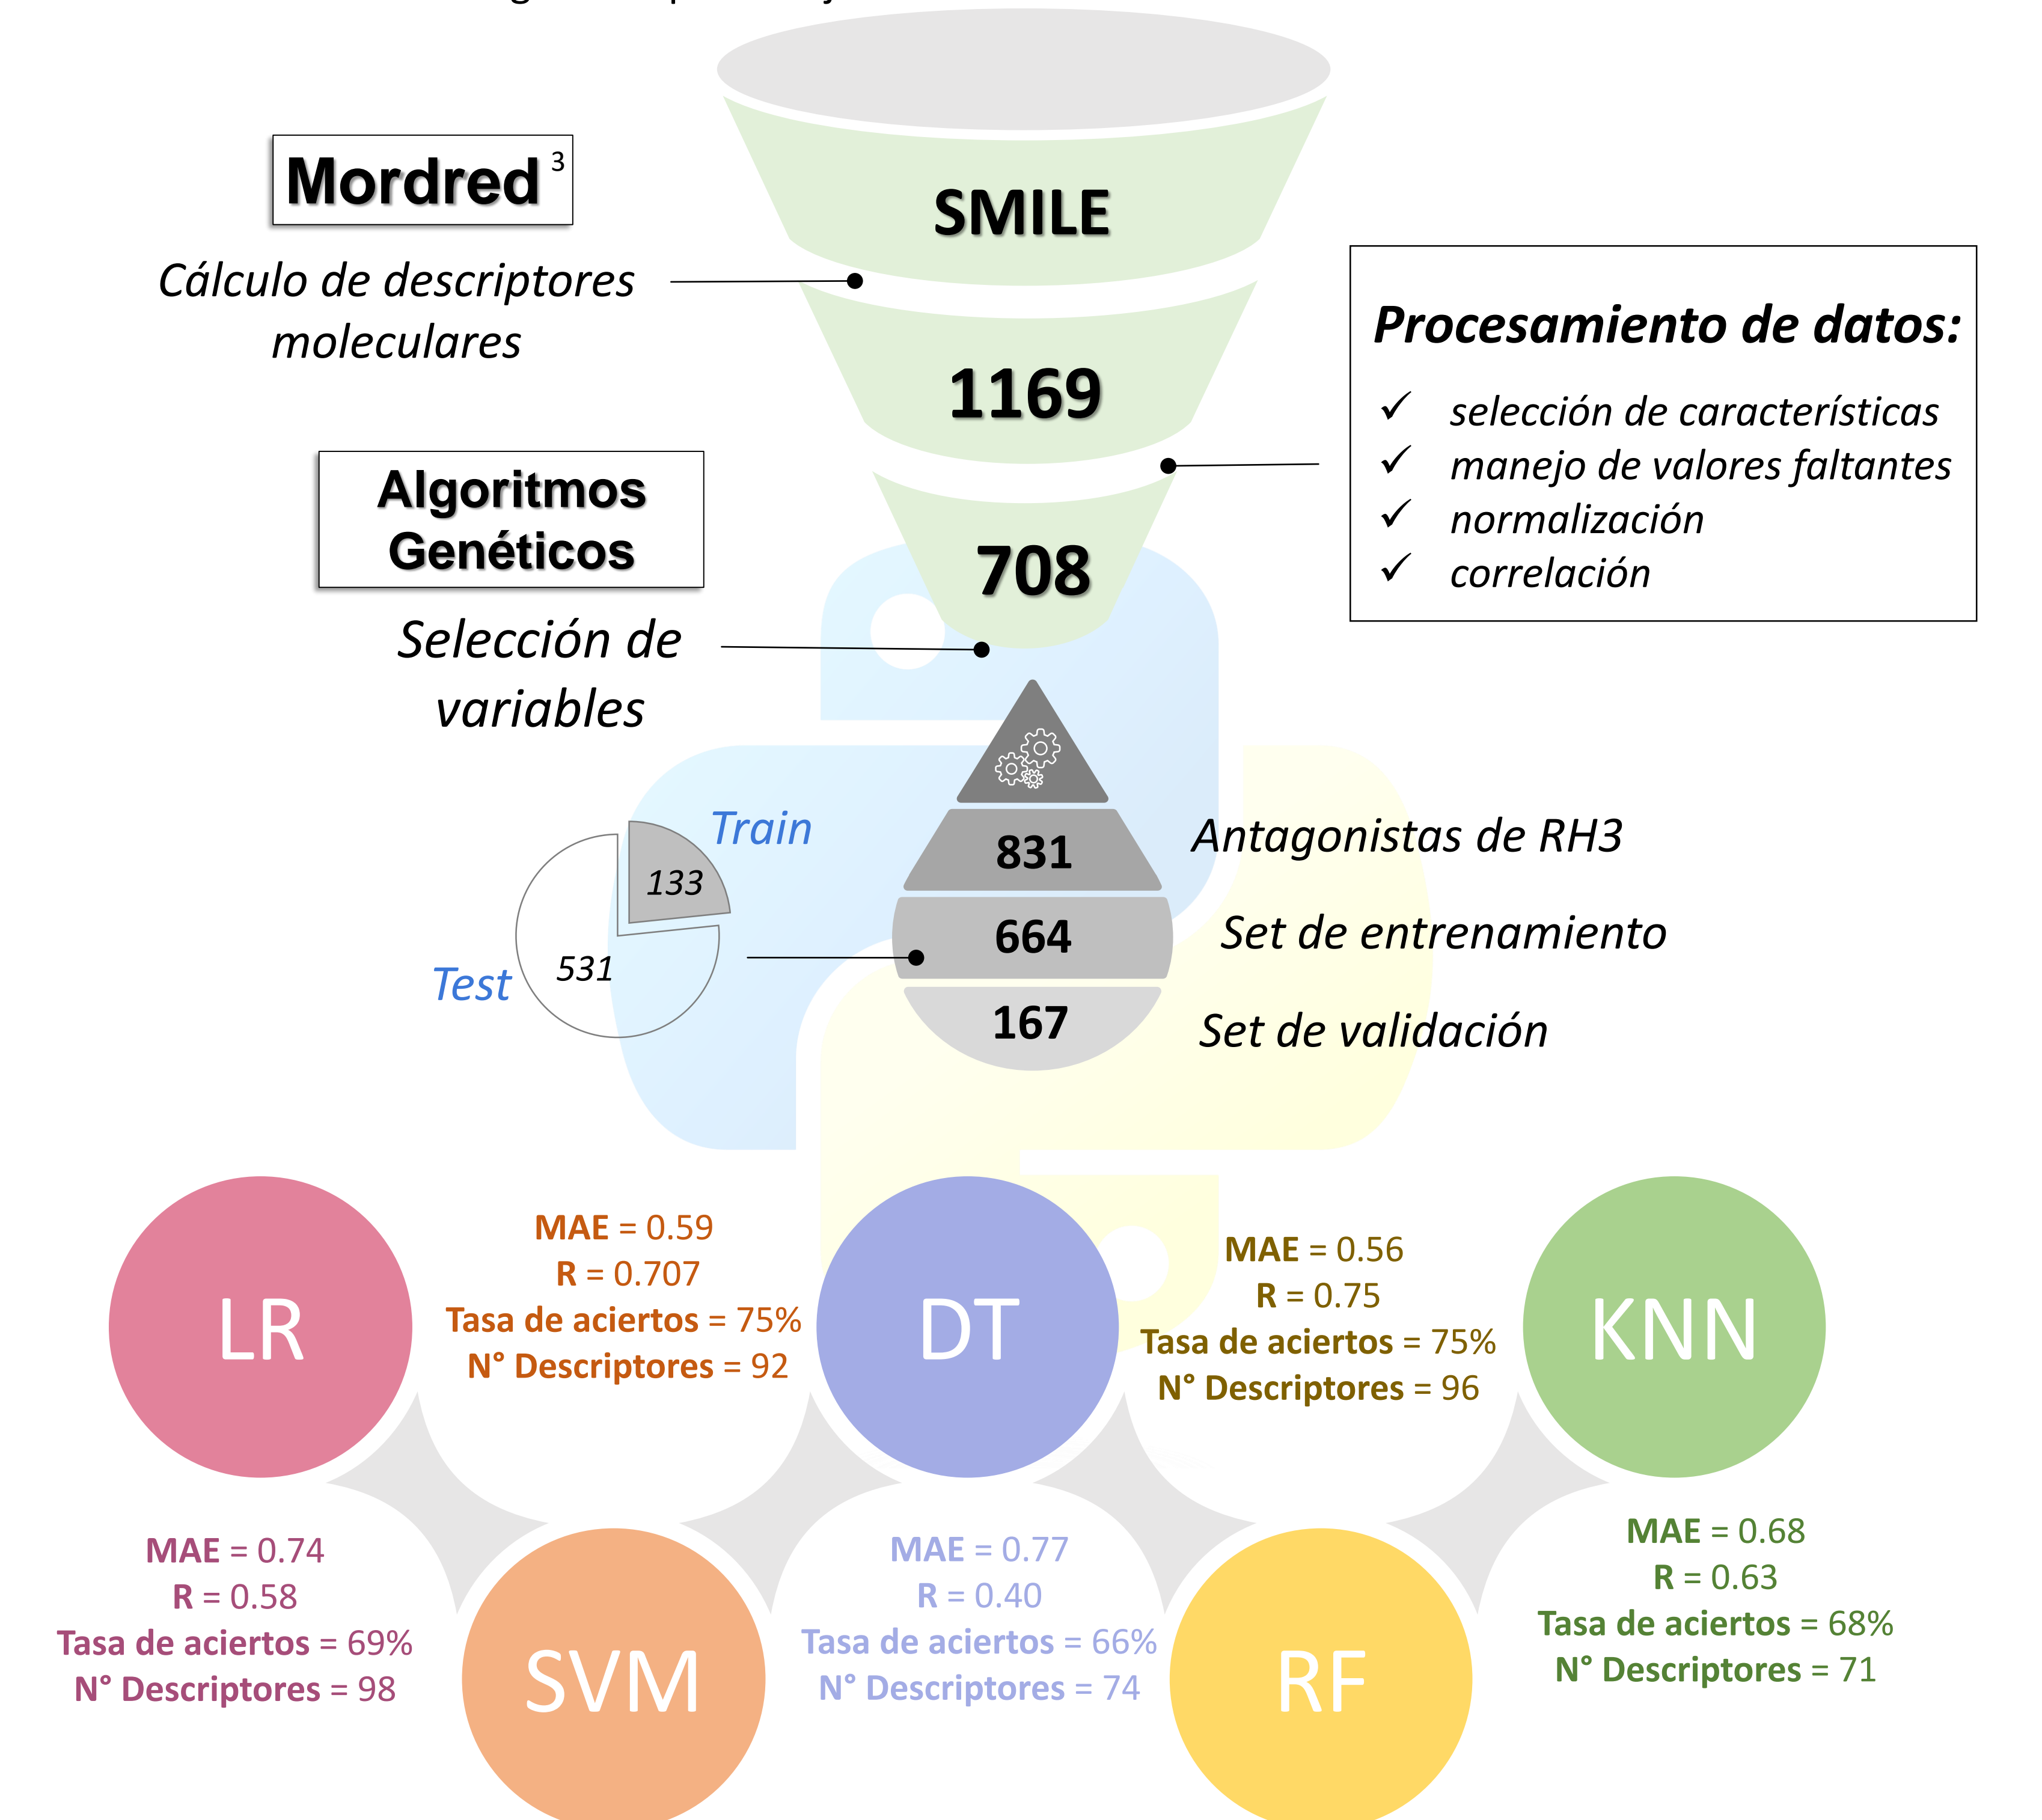 Mordred 3
Cálculo de descriptores
moleculares
SMILE
1169
708
Procesamiento de datos:
✓ selección de características
✓ manejo de valores faltantes
✓ normalización
✓ correlación
Algoritmos
Genéticos
Selección de
variables
Train
133
531
Test
831
Antagonistas de RH3
664
Set de entrenamiento
167
Set de validación
LR
MAE = 0.74
R = 0.58
Tasa de aciertos = 69%
N° Descriptores = 98
MAE = 0.59
R = 0.707
Tasa de aciertos = 75%
N° Descriptores = 92
SVM
DT
MAE = 0.77
R = 0.40
Tasa de aciertos = 66%
N° Descriptores = 74
MAE = 0.56
R = 0.75
Tasa de aciertos = 75%
N° Descriptores = 96
RF
KNN
MAE = 0.68
R = 0.63
Tasa de aciertos = 68%
N° Descriptores = 71